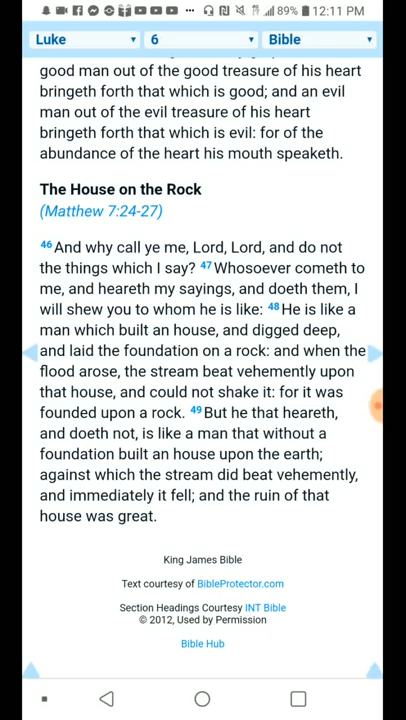 89% 12:11 PM
Luke 6 Bible
good man out of the good treasure of his heart
bringeth forth that which is good; and an evil
man out of the evil treasure of his heart
bringeth forth that which is evil: for of the
abundance of the heart his mouth speaketh.
The House on the Rock
(Matthew 7:24-27)
46 And why call ye me, Lord, Lord, and do not
the things which I say? 47 Whosoever cometh to
me, and heareth my sayings, and doeth them, I
will shew you to whom he is like: 48 He is like a
man which built an house, and digged deep,
and laid the foundation on a rock: and when the
flood arose, the stream beat vehemently upon
that house, and could not shake it: for it was
founded upon a rock. 49 But he that heareth,
and doeth not, is like a man that without a
foundation built an house upon the earth;
against which the stream did beat vehemently,
and immediately it fell; and the ruin of that
house was great.
King James Bible
Text courtesy of BibleProtector.com
Section Headings Courtesy INT Bible
© 2012, Used by Permission
Bible Hub